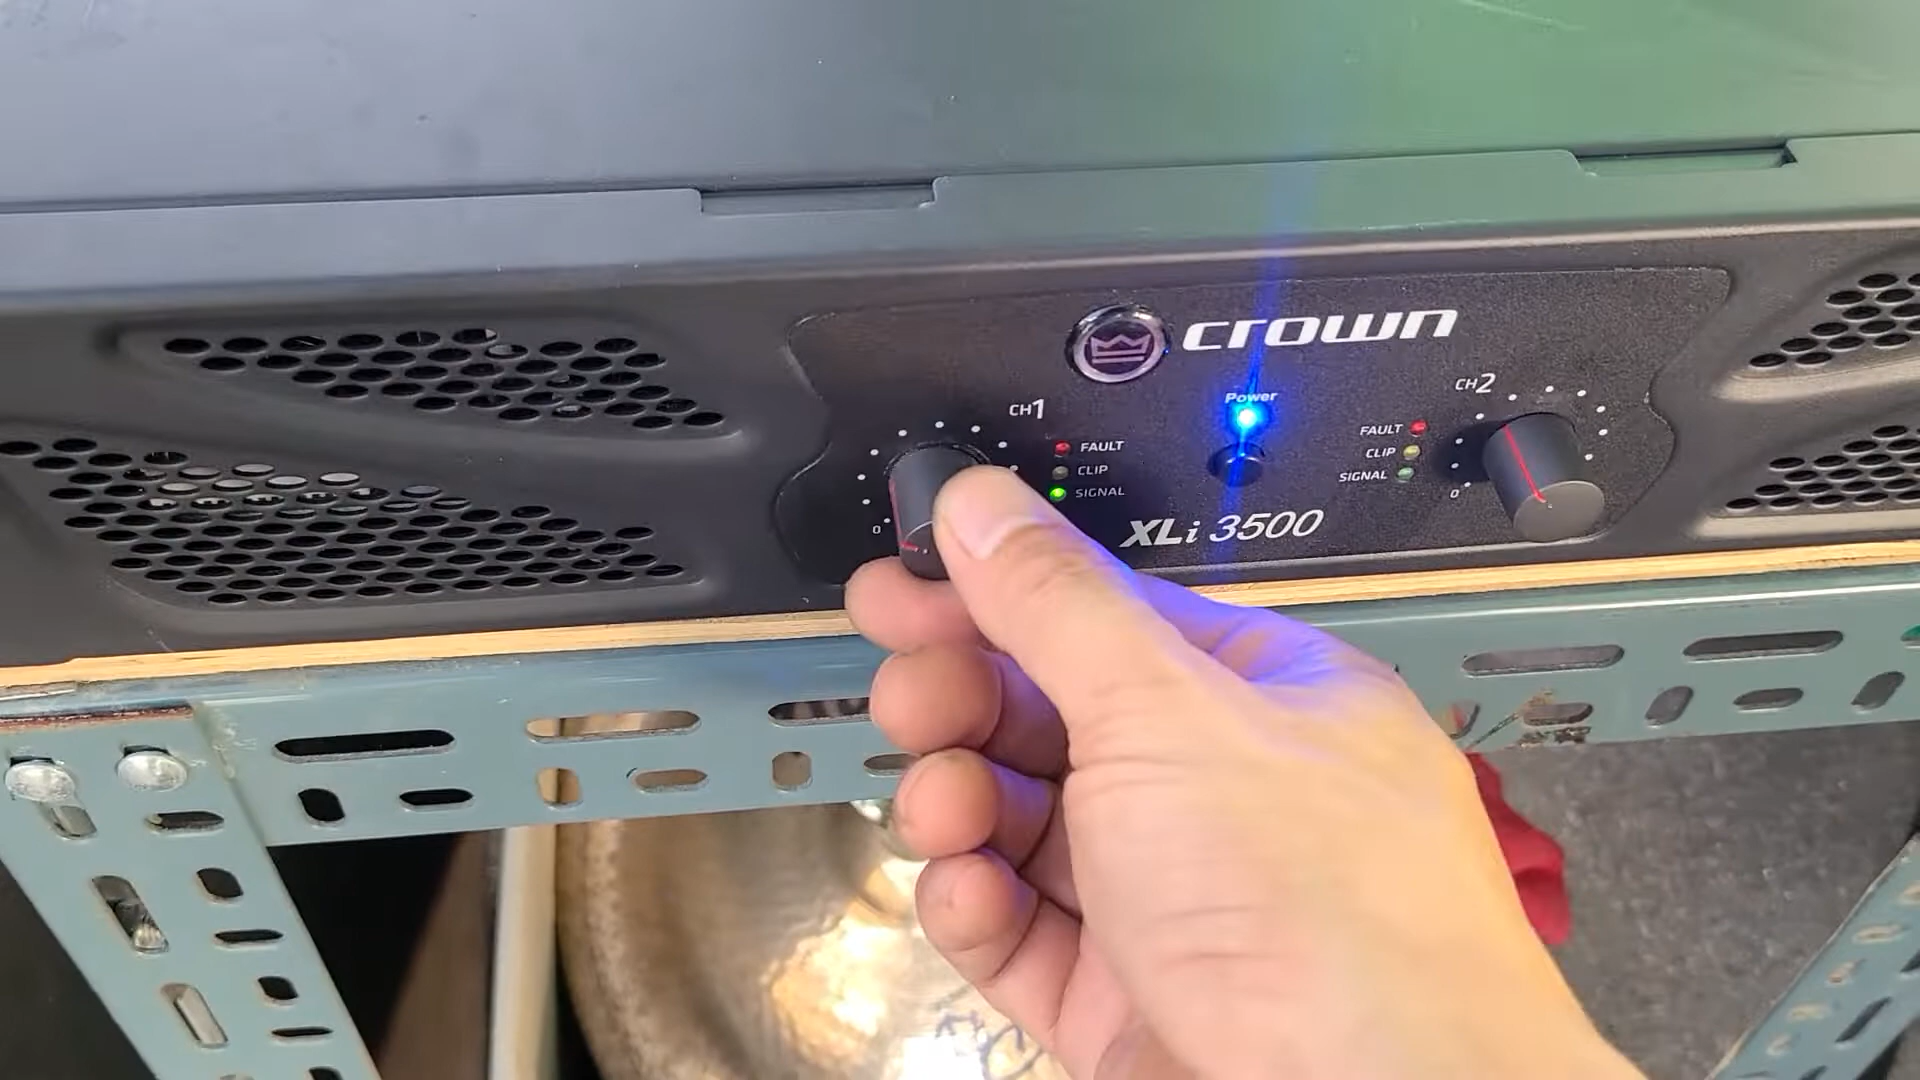 crown
CH1
FAULT
CLIP
SIGNAL
0
Power
XLi 3500
CH2
FAULT
CLIP
SIGNAL
0